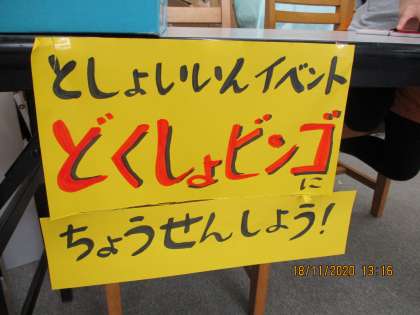 としょいいんイベント
どくしょビンゴに
ちょうせんしよう!
18/11/2020 13:16